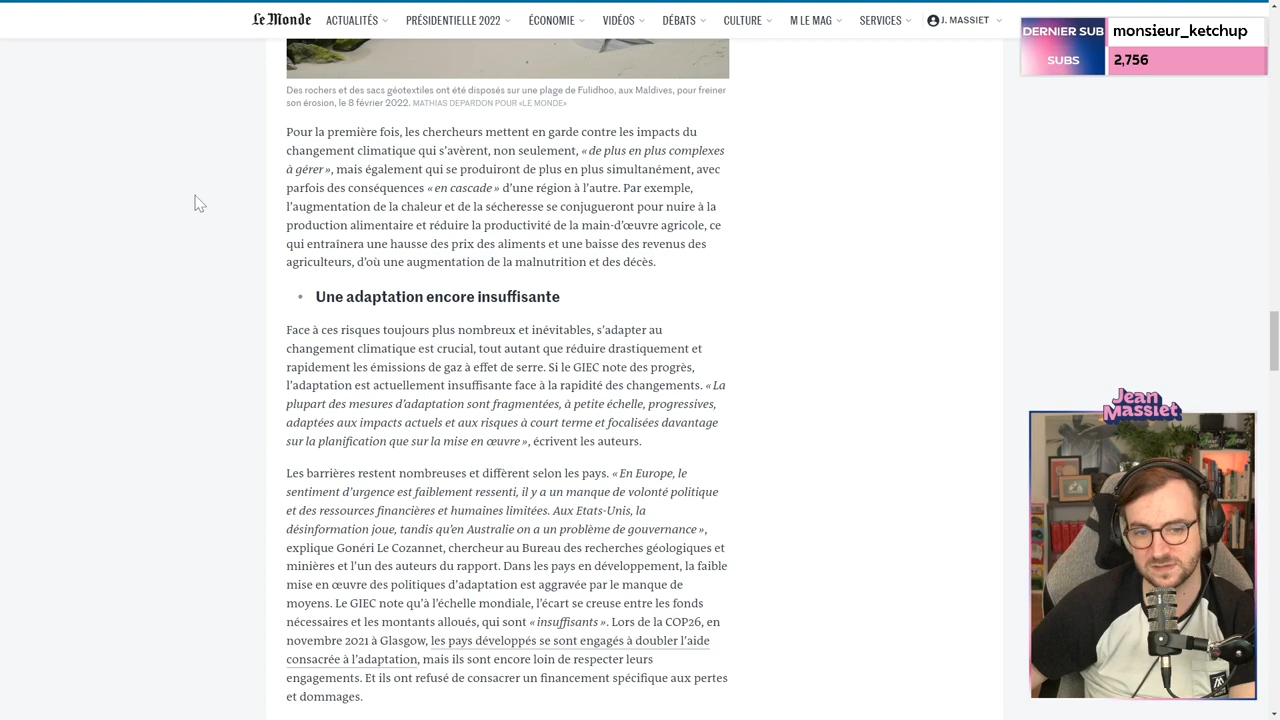 Le Monde ACTUALITÉS PRÉSIDENTIELLE 2022 ÉCONOMIE VIDÉOS DÉBATS CULTURE M LE MAG SERVICES J. MASSIET
DERNIER SUB monsieur_ketchup
SUBS 2,756
Des rochers et des sacs géotextiles ont été disposés sur une plage de Fulidhoo, aux Maldives, pour freiner
son érosion, le 8 février 2022. MATHIAS DEPARDON POUR «LE MONDE»
Pour la première fois, les chercheurs mettent en garde contre les impacts du
changement climatique qui s’avèrent, non seulement, « de plus en plus complexes
à gérer », mais également qui se produiront de plus en plus simultanément, avec
parfois des conséquences « en cascade » d’une région à l’autre. Par exemple,
l’augmentation de la chaleur et de la sécheresse se conjugueront pour nuire à la
production alimentaire et réduire la productivité de la main-d’œuvre agricole, ce
qui entraînera une hausse des prix des aliments et une baisse des revenus des
agriculteurs, d’où une augmentation de la malnutrition et des décès.
• Une adaptation encore insuffisante
Face à ces risques toujours plus nombreux et inévitables, s’adapter au
changement climatique est crucial, tout autant que réduire drastiquement et
rapidement les émissions de gaz à effet de serre. Si le GIEC note des progrès,
l’adaptation est actuellement insuffisante face à la rapidité des changements. « La
plupart des mesures d’adaptation sont fragmentées, à petite échelle, progressives,
adaptées aux impacts actuels et aux risques à court terme et focalisées davantage
sur la planification que sur la mise en œuvre », écrivent les auteurs.
Les barrières restent nombreuses et diffèrent selon les pays. « En Europe, le
sentiment d’urgence est faiblement ressenti, il y a un manque de volonté politique
et des ressources financières et humaines limitées. Aux Etats-Unis, la
désinformation joue, tandis qu’en Australie on a un problème de gouvernance »,
explique Gonéri Le Cozannet, chercheur au Bureau des recherches géologiques et
minières et l’un des auteurs du rapport. Dans les pays en développement, la faible
mise en œuvre des politiques d’adaptation est aggravée par le manque de
moyens. Le GIEC note qu’à l’échelle mondiale, l’écart se creuse entre les fonds
nécessaires et les montants alloués, qui sont « insuffisants ». Lors de la COP26, en
novembre 2021 à Glasgow, les pays développés se sont engagés à doubler l’aide
consacrée à l’adaptation, mais ils sont encore loin de respecter leurs
engagements. Et ils ont refusé de consacrer un financement spécifique aux pertes
et dommages.
Jean
Massiet